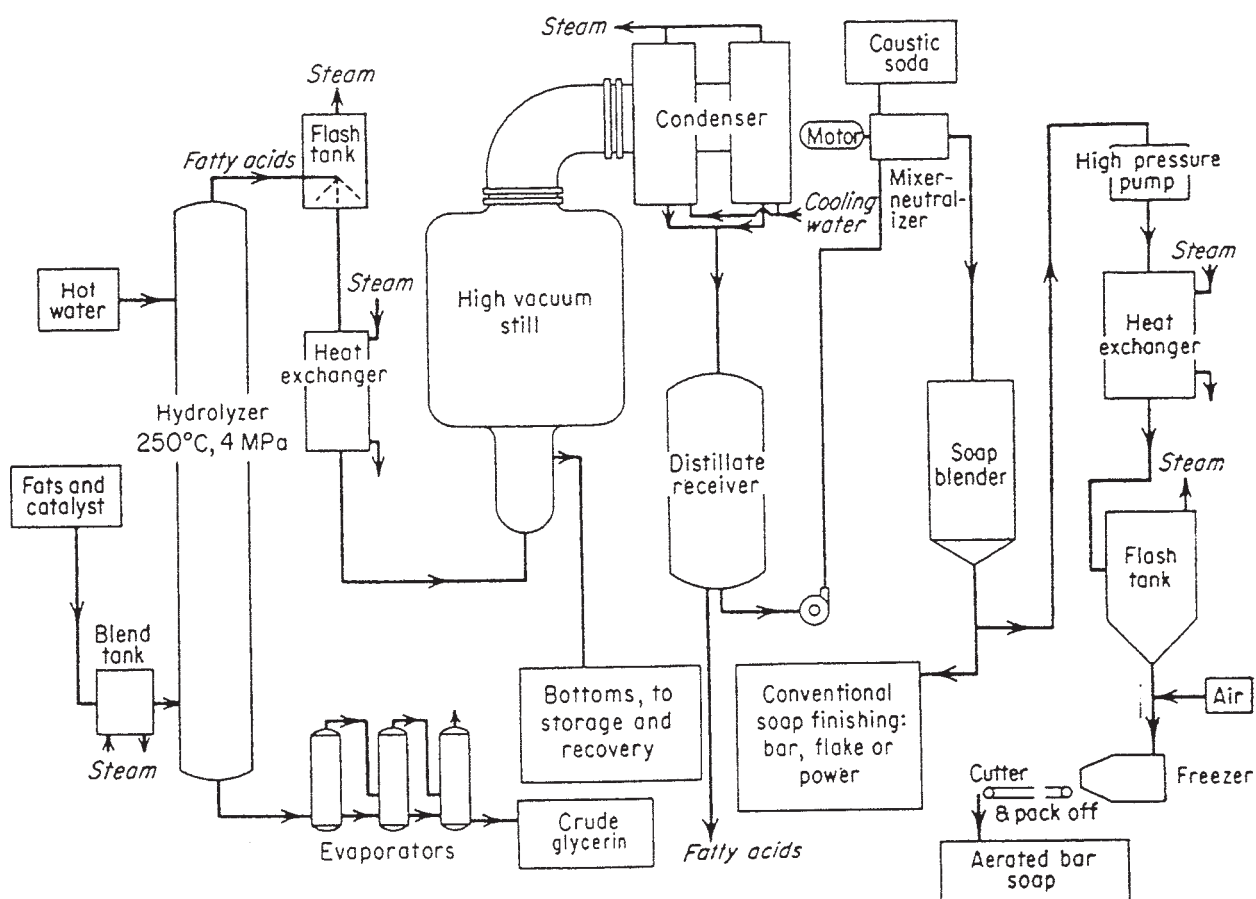 Steam
Caustic
soda
Steam
Flash
tank
Condenser
Motor
Fatty acids
High pressure
pump
Mixer-
neutral-
izer
Cooling
water
Steam
Steam
Hot
water
High vacuum
still
Heat
exchanger
Heat
exchanger
Hydrolyzer
250°C, 4 MPa
Distillate
receiver
Soap
blender
Steam
Fats and
catalyst
Flash
tank
Blend
tank
Steam
Bottoms, to
storage and
recovery
Conventional
soap finishing:
bar, flake or
power
Air
Freezer
Cutter
& pack off
Crude
glycerin
Evaporators
Fatty acids
Aerated bar
soap